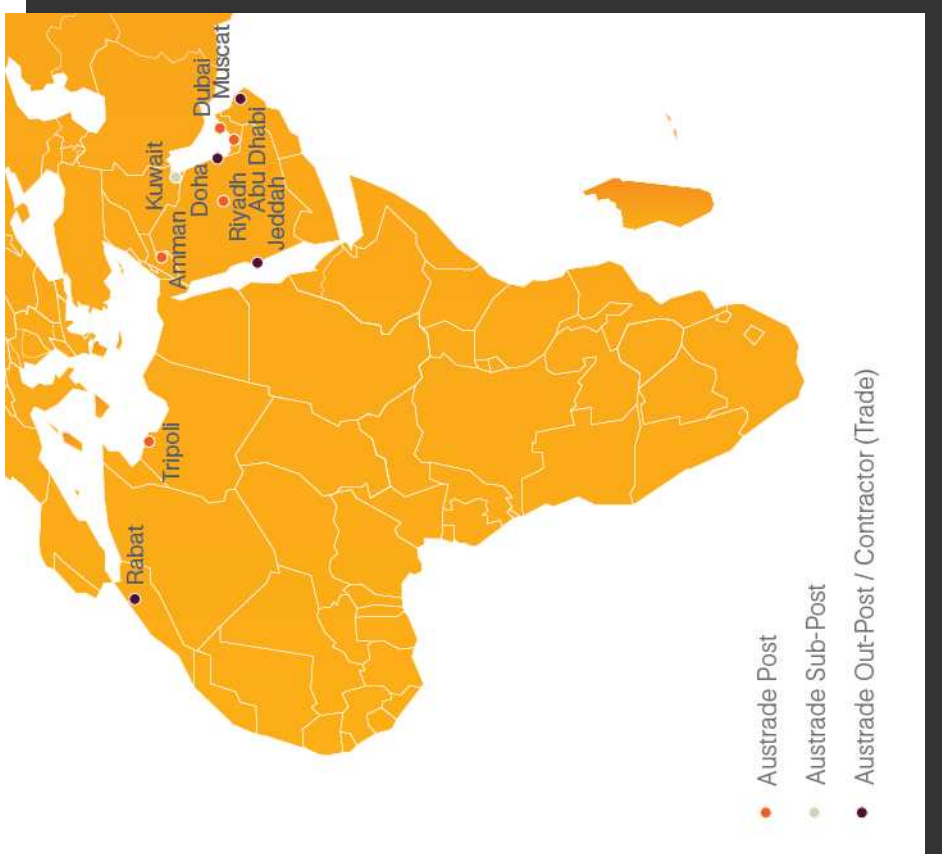 Rabat
Tripoli
Amman
Kuwait
Doha
Riyadh
Abu Dhabi
Jeddah
Dubai
Muscat
Austrade Post
Austrade Sub-Post
Austrade Out-Post / Contractor (Trade)